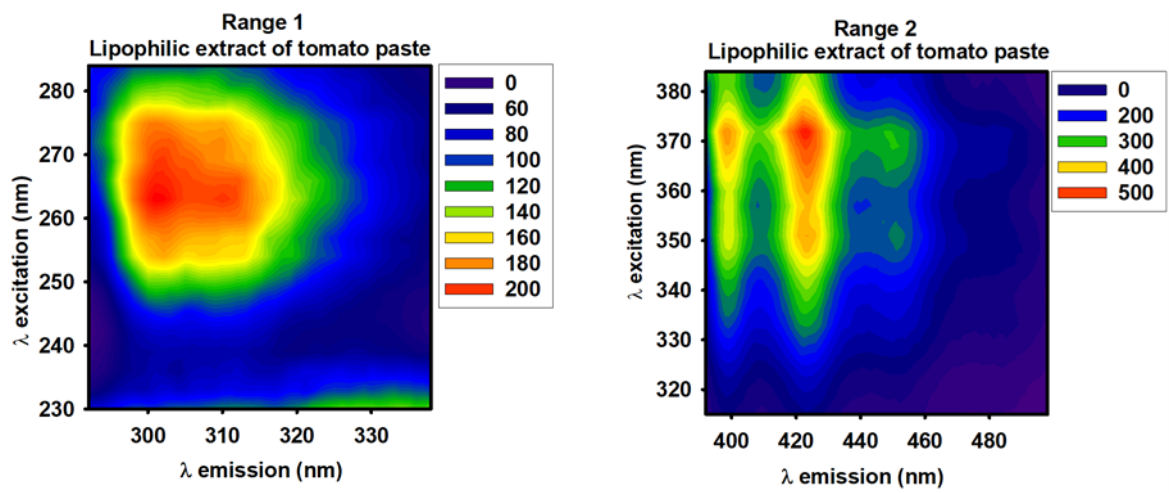 Range 1
Lipophilic extract of tomato paste
280
270
260
250
240
230
λ excitation (nm)
300 310 320 330
λ emission (nm)
0
60
80
100
120
140
160
180
200
Range 2
Lipophilic extract of tomato paste
380
370
360
350
340
330
320
λ excitation (nm)
400 420 440 460 480
λ emission (nm)
0
200
300
400
500